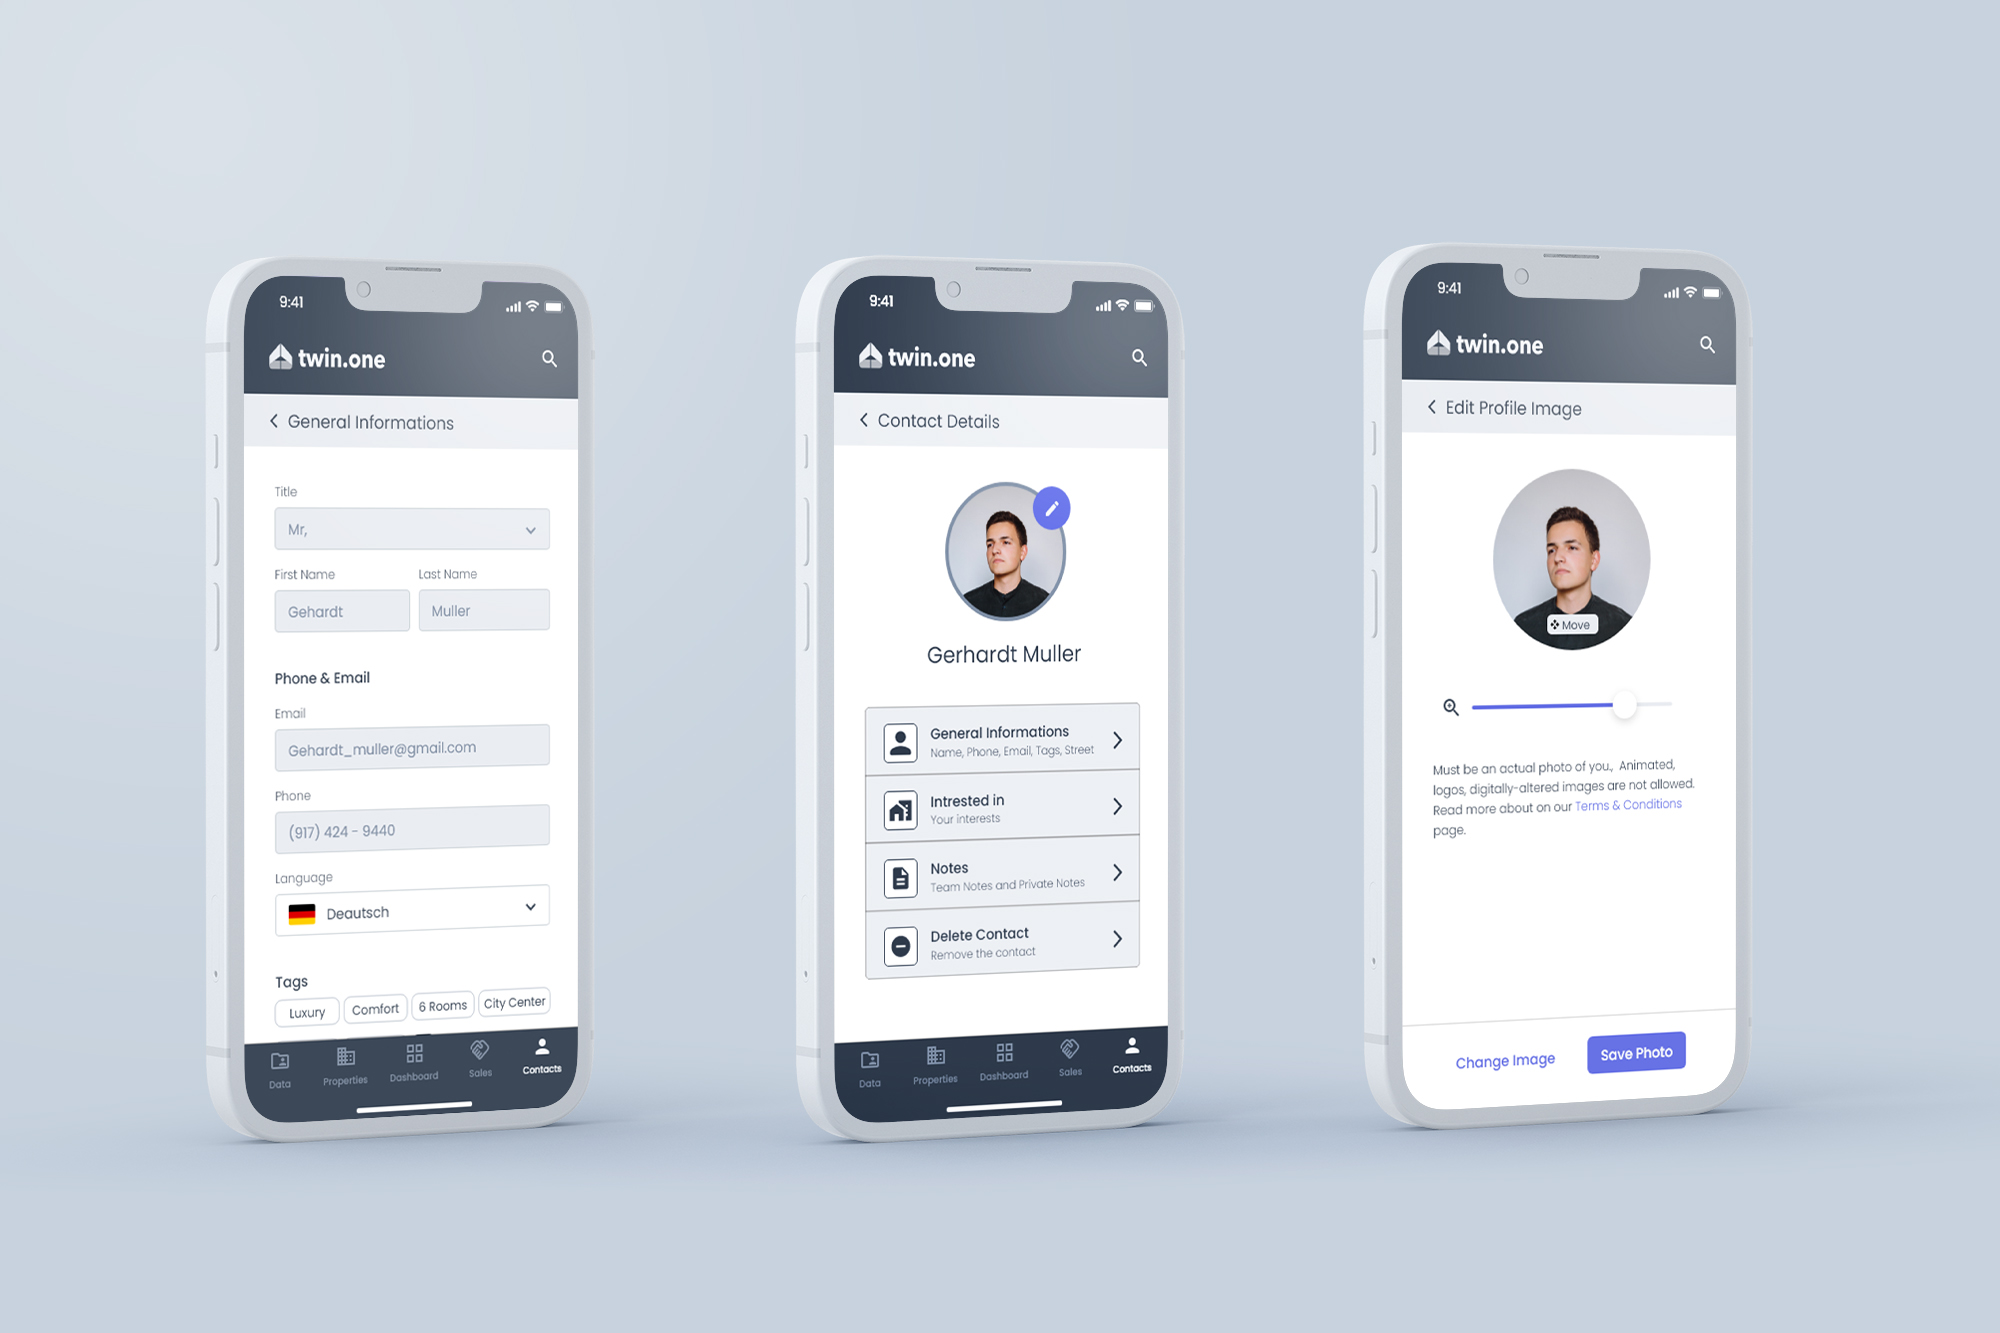 9:41
twin.one
General Informations
Title
Mr,
First Name
Last Name
Gehardt
Muller
Phone & Email
Email
Gehardt_muller@gmail.com
Phone
(917) 424 - 9440
Language
Deautsch
Tags
Luxury
Comfort
6 Rooms
City Center
Data
Properties
Dashboard
Sales
Contacts
9:41
twin.one
Contact Details
Gerhardt Muller
General Informations
Name, Phone, Email, Tags, Street
Intrested in
Your interests
Notes
Team Notes and Private Notes
Delete Contact
Remove the contact
Data
Properties
Dashboard
Sales
Contacts
9:41
twin.one
Edit Profile Image
Move
Must be an actual photo of you., Animated,
logos, digitally-altered images are not allowed.
Read more about on our Terms & Conditions
page.
Change Image
Save Photo